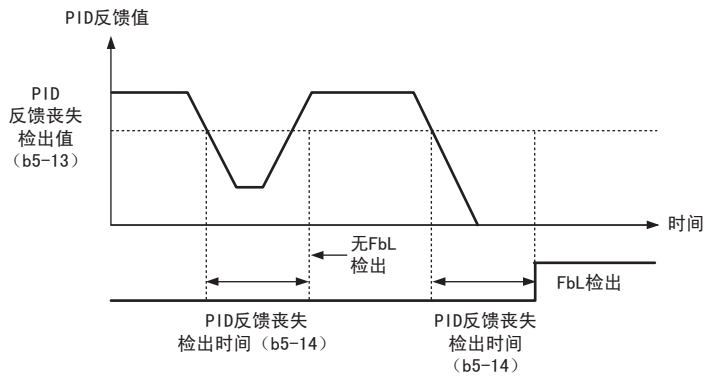 PID反馈值
PID
反馈丧失
检出值
（b5-13）
时间
无FbL
检出
FbL检出
PID反馈丧失
检出时间（b5-14）
PID反馈丧失
检出时间
（b5-14）